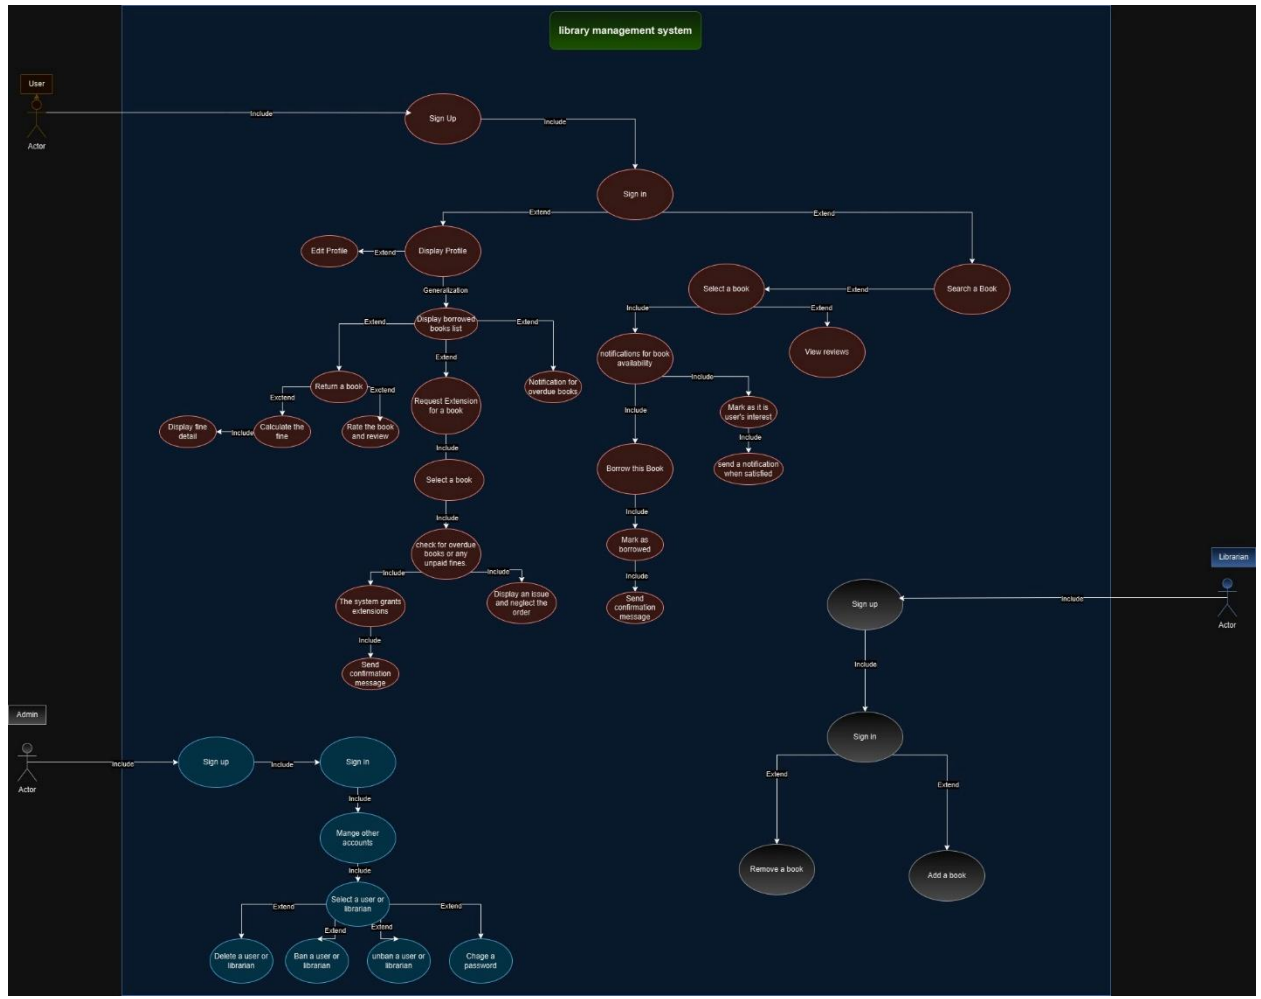 library management system
User
Actor
Include
Sign Up
Include
Sign in
Extend
Extend
Edit Profile
Extend
Display Profile
Generalization
Select a book
Extend
Search a Book
Include
Extend
Display borrowed
books list
Extend
Extend
Extend
notifications for book
availability
View reviews
Return a book
Exctend
Exctend
Request Extension
for a book
Notification for
overdue books
Include
Include
Mark as it is
user's interest
Include
send a notification
when satisfied
Display fine
detail
Include
Calculate the
fine
Rate the book
and review
Include
Select a book
Include
Borrow this Book
Include
Mark as
borrowed
Include
Send
confirmation
message
check for overdue
books or any
unpaid fines.
Include
Include
The system grants
extensions
Display an issue
and neglect the
order
Include
Send
confirmation
message
Librarian
Actor
Include
Sign up
Include
Sign in
Extend
Extend
Remove a book
Add a book
Admin
Actor
Include
Sign up
Include
Sign in
Include
Mange other
accounts
Include
Select a user or
librarian
Extend
Extend
Extend
Extend
Delete a user or
librarian
Ban a user or
librarian
unban a user or
librarian
Chage a
password